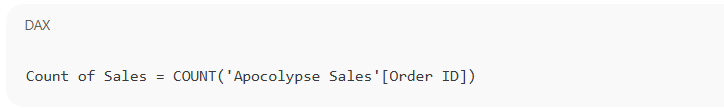 DAX
Count of Sales = COUNT('Apocolypse Sales'[Order ID])